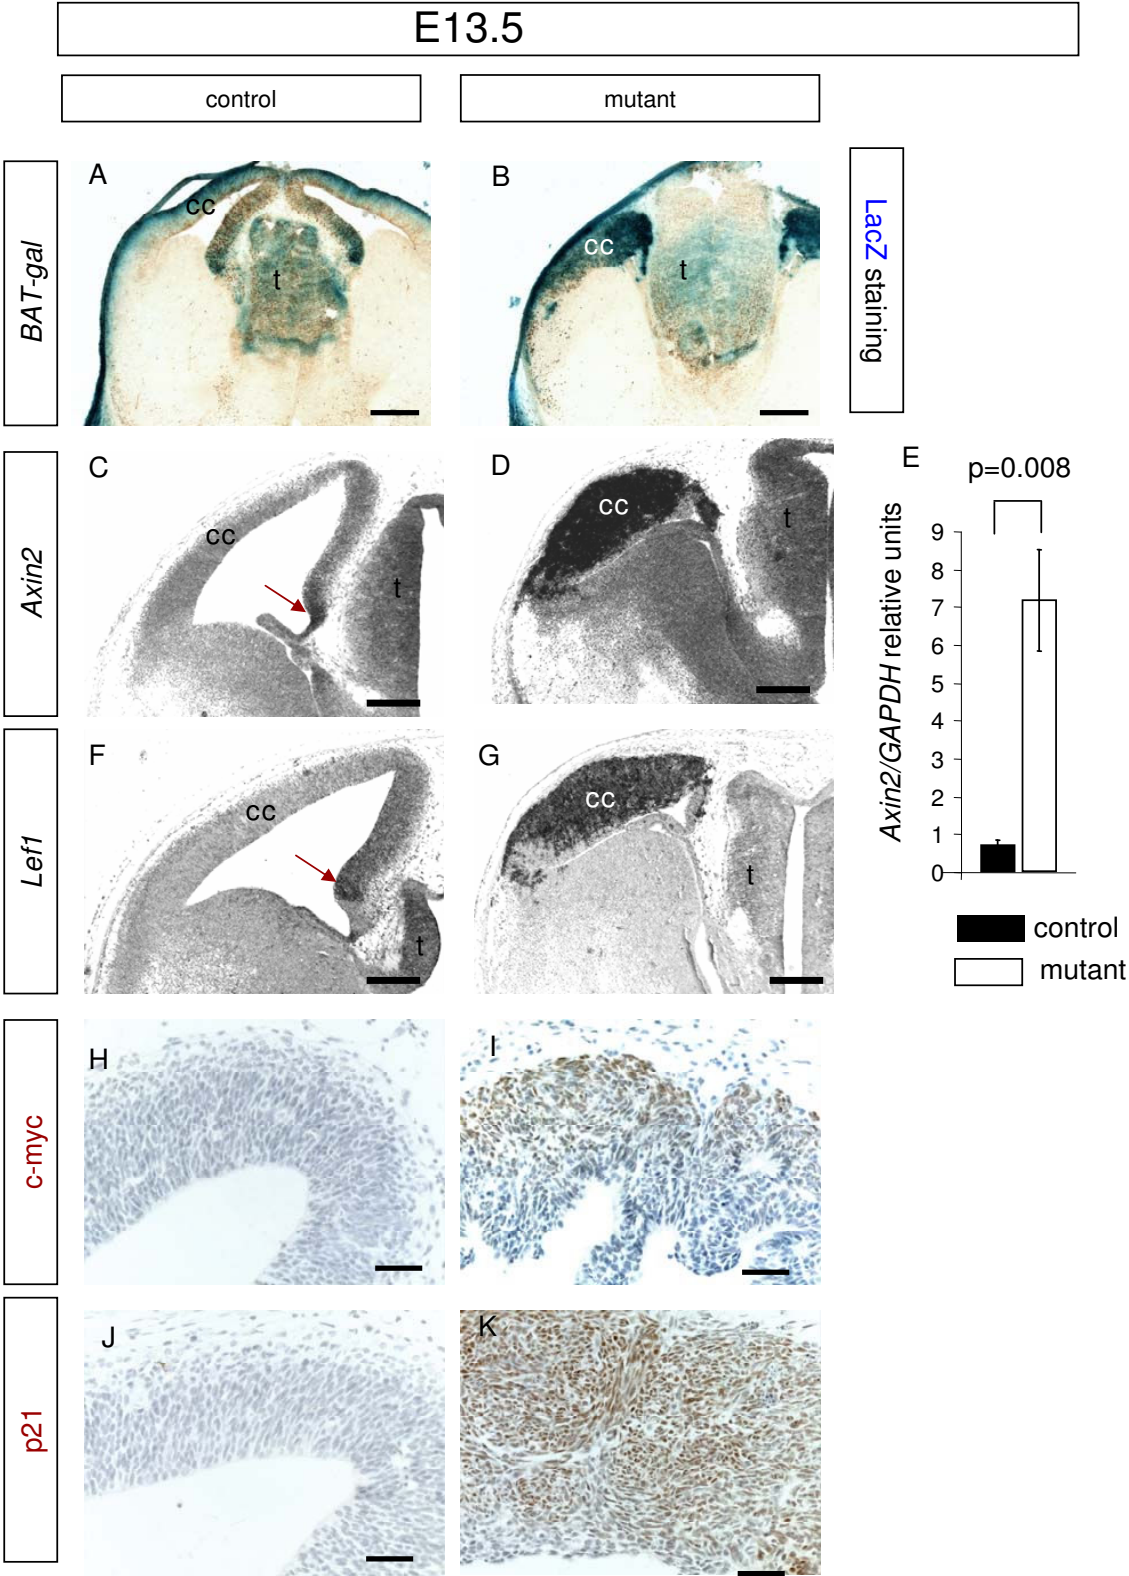 E13.5
control
mutant
BAT-gal
A
cc
t
B
cc
t
LacZ staining
Axin2
C
cc
t
D
cc
t
E
p=0.008
Axin2/GAPDH relative units
9
8
7
6
5
4
3
2
1
0
control
mutant
Lef1
F
cc
t
G
cc
t
c-myc
H
I
p21
J
K